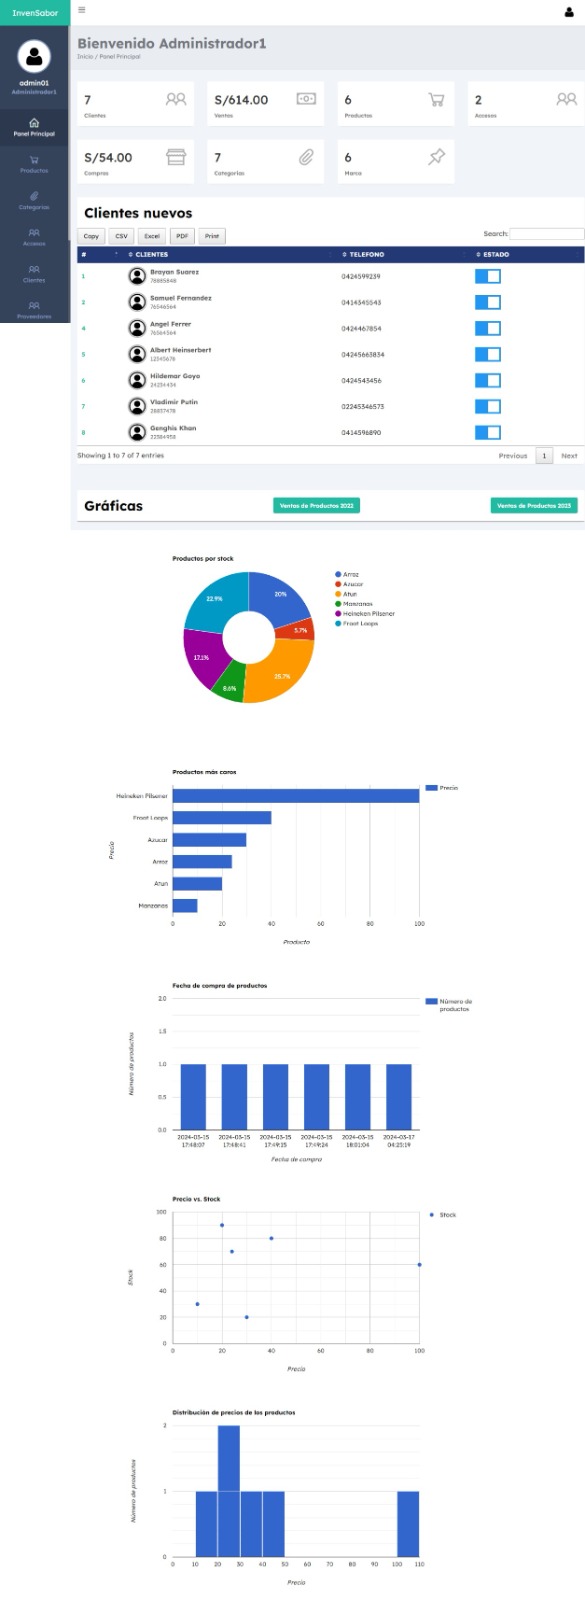 InvenSabor
admin01
Administrador1
Panel Principal
Productos
Categorias
Accesos
Clientes
Proveedores
Bienvenido Administrador1
Inicio / Panel Principal
7
Clientes
S/614.00
Ventas
6
Productos
2
Accesos
S/54.00
Compras
7
Categorias
6
Marca
Clientes nuevos
Copy CSV Excel PDF Print
Search:
# CLIENTES TELEFONO ESTADO
1 Brayan Suarez 0424599239
78885848
2 Samuel Fernandez 0414345543
76546564
4 Angel Ferrer 0424467854
76564564
5 Albert Heinserbert 04245663834
12345678
6 Hildemar Goyo 0424543456
24234434
7 Vladimir Putin 02245346573
28837478
8 Genghis Khan 0414596890
22384958
Showing 1 to 7 of 7 entries
Previous 1 Next
Gráficas
Ventas de Productos 2022
Ventas de Productos 2023
Productos por stock
20%
5.7%
25.7%
8.6%
17.1%
22.9%
Arroz
Azucar
Atun
Manzanas
Heineken Pilsener
Froot Loops
Productos más caros
Precio
Heineken Pilsener
Froot Loops
Azucar
Arroz
Atun
Manzanas
Precio
0 20 40 60 80 100
Producto
Fecha de compra de productos
Número de
productos
2.0
1.5
1.0
0.5
0.0
Número de productos
2024-03-15 2024-03-15 2024-03-15 2024-03-15 2024-03-15 2024-03-17
17:48:07 17:48:41 17:49:15 17:49:24 18:01:04 04:23:19
Fecha de compra
Precio vs. Stock
Stock
100
80
60
40
20
0
Stock
0 20 40 60 80 100
Precio
Distribución de precios de los productos
2
1
0
Número de productos
0 10 20 30 40 50 60 70 80 90 100 110
Precio